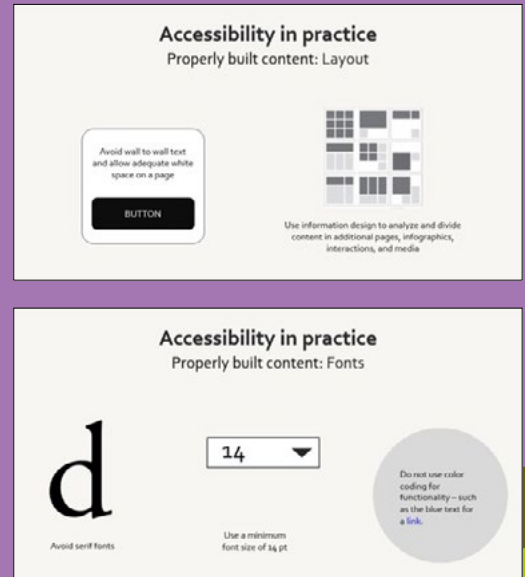 Accessibility in practice
Properly built content: Layout
Avoid wall to wall text
and allow adequate white
space on a page
BUTTON
Use information design to analyze and divide
content in additional pages, infographics,
interactions, and media
Accessibility in practice
Properly built content: Fonts
d
Avoid serif fonts
14
Use a minimum
font size of 14 pt
Do not use color
coding for
functionality – such
as the blue text for
a link.